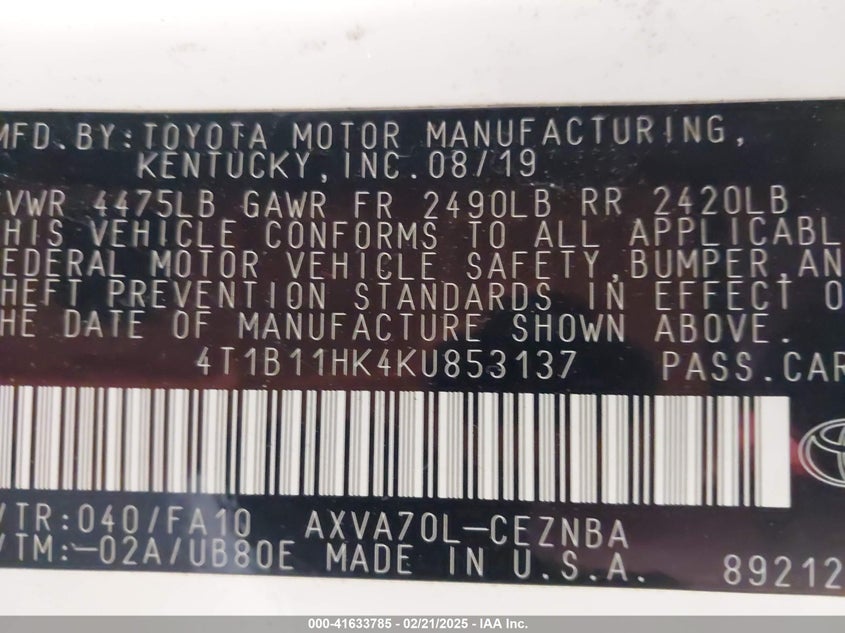 MFD.BY:TOYOTA MOTOR MANUFACTURING,
KENTUCKY,INC.08/19
VWR 4475LB GAWR FR 2490LB RR 2420LB
HIS VEHICLE CONFORMS TO ALL APPLICABL
EDERAL MOTOR VEHICLE SAFETY,BUMPER,AN
HEFT PREVENTION STANDARDS IN EFFECT O
HE DATE OF MANUFACTURE SHOWN ABOVE.
4T1B11HK4KU853137 PASS.CAR
/TR:040/FA10 AXVA70L-CEZNBA
/TM:-02A/UB80E MADE IN U.S.A. 89212
000-41633785 - 02/21/2025 - IAA Inc.